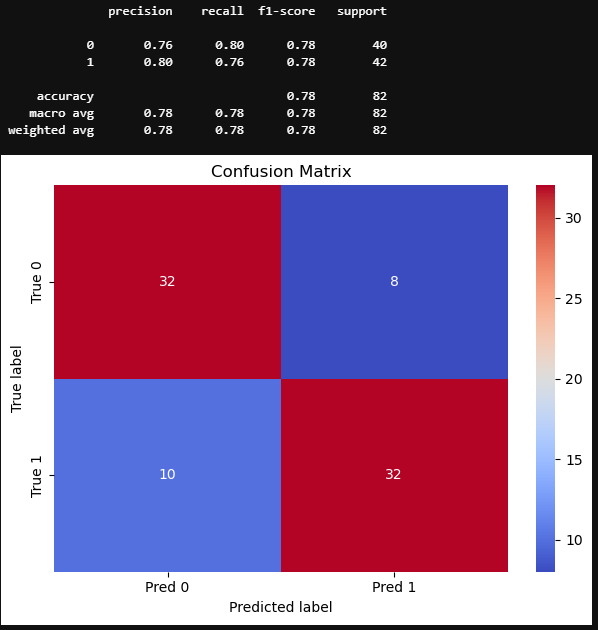 precision recall f1-score support
0 0.76 0.80 0.78 40
1 0.80 0.76 0.78 42
accuracy 0.78 82
macro avg 0.78 0.78 0.78 82
weighted avg 0.78 0.78 0.78 82
Confusion Matrix
True label
True 0
32 8
True 1
10 32
Pred 0 Pred 1
Predicted label
30
25
20
15
10